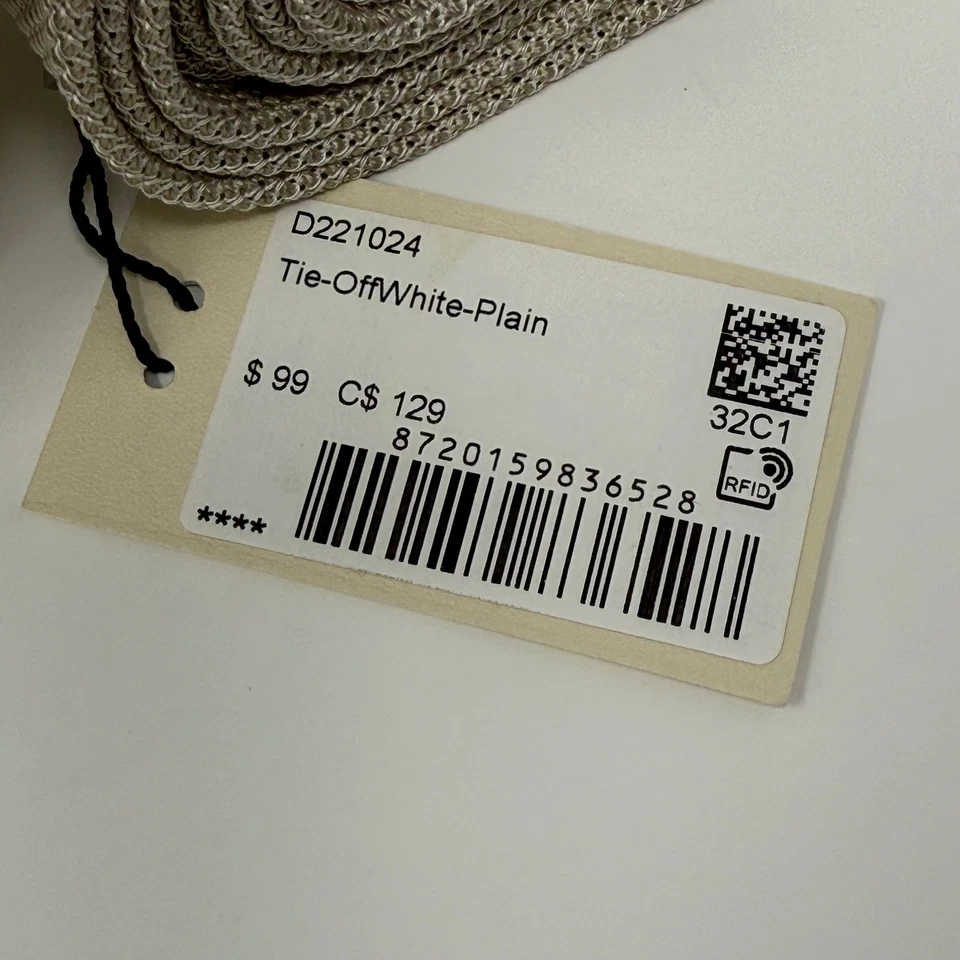 D221024
Tie-OffWhite-Plain
$ 99 C$ 129
32C1
8720159836528
RFID
****